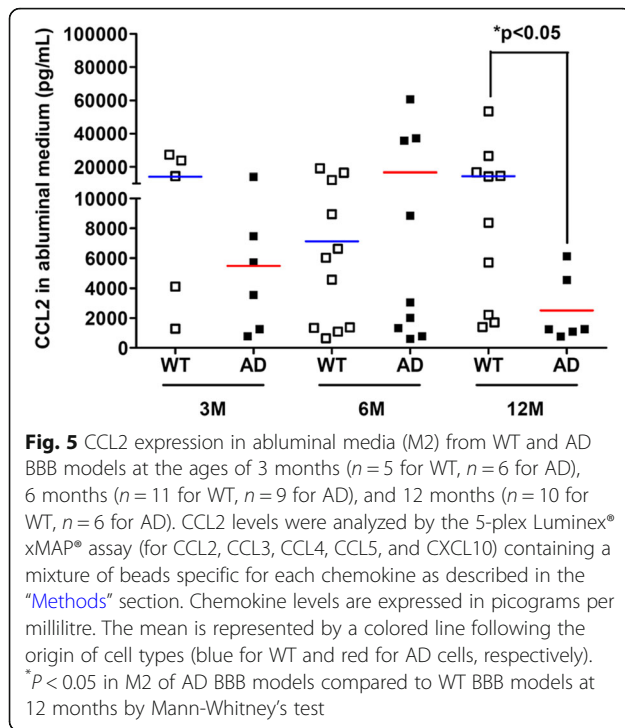 *p<0.05
CCL2 in abluminal medium (pg/mL)
100000
80000
60000
40000
20000
10000
8000
6000
4000
2000
0
WT AD WT AD WT AD
3M 6M 12M
Fig. 5 CCL2 expression in abluminal media (M2) from WT and AD
BBB models at the ages of 3 months (n = 5 for WT, n = 6 for AD),
6 months (n = 11 for WT, n = 9 for AD), and 12 months (n = 10 for
WT, n = 6 for AD). CCL2 levels were analyzed by the 5-plex Luminex®
xMAP® assay (for CCL2, CCL3, CCL4, CCL5, and CXCL10) containing a
mixture of beads specific for each chemokine as described in the
“Methods” section. Chemokine levels are expressed in picograms per
millilitre. The mean is represented by a colored line following the
origin of cell types (blue for WT and red for AD cells, respectively).
*P < 0.05 in M2 of AD BBB models compared to WT BBB models at
12 months by Mann-Whitney’s test